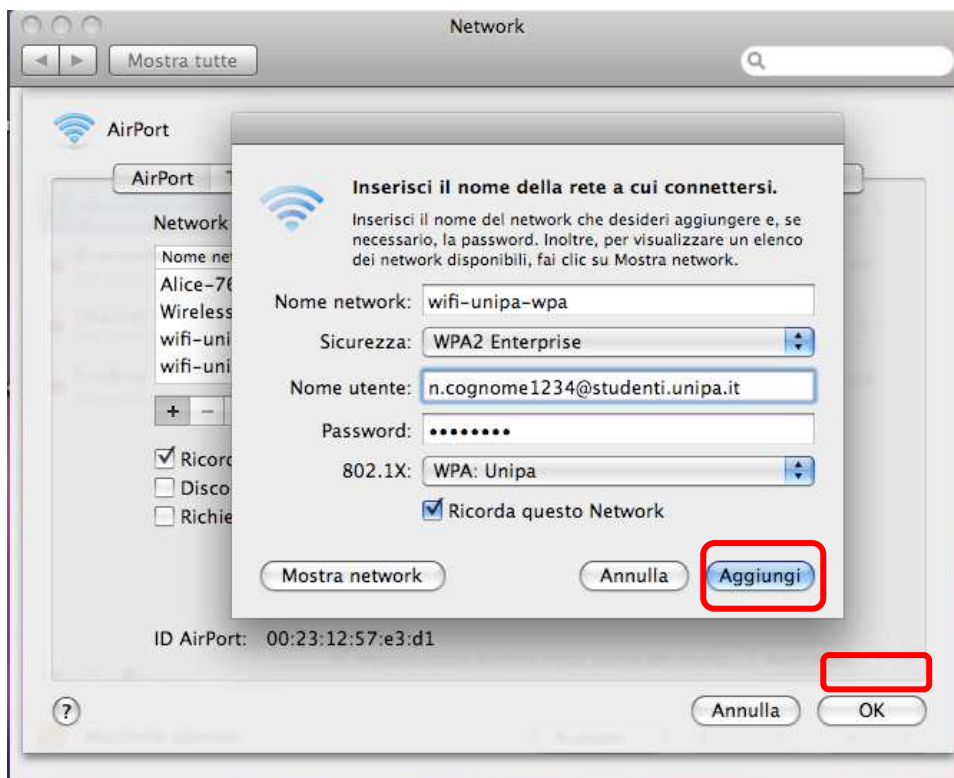 Network
Mostra tutte
AirPort
AirPort
Network
Nome ne
Alice-76
Wireless
wifi-uni
wifi-uni
+ −
Ricord
Disco
Richie
ID AirPort: 00:23:12:57:e3:d1
? Annulla OK
Inserisci il nome della rete a cui connettersi.
Inserisci il nome del network che desideri aggiungere e, se
necessario, la password. Inoltre, per visualizzare un elenco
dei network disponibili, fai clic su Mostra network.
Nome network: wifi-unipa-wpa
Sicurezza: WPA2 Enterprise
Nome utente: n.cognome1234@studenti.unipa.it
Password: ••••••••
802.1X: WPA: Unipa
Ricorda questo Network
Mostra network Annulla Aggiungi